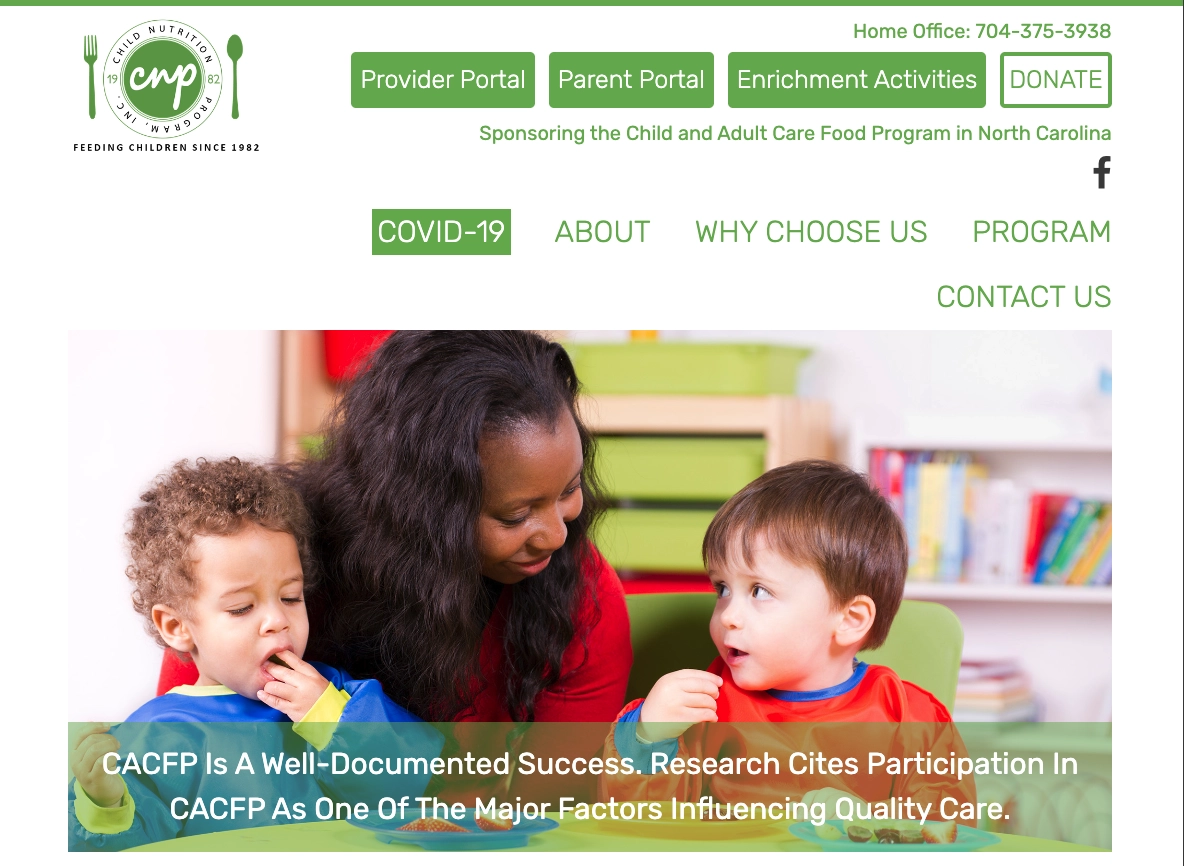 CHILD NUTRITION PROGRAM, INC.
19 cnp 82
FEEDING CHILDREN SINCE 1982
Home Office: 704-375-3938
Provider Portal Parent Portal Enrichment Activities DONATE
Sponsoring the Child and Adult Care Food Program in North Carolina
f
COVID-19 ABOUT WHY CHOOSE US PROGRAM
CONTACT US
CACFP Is A Well-Documented Success. Research Cites Participation In
CACFP As One Of The Major Factors Influencing Quality Care.